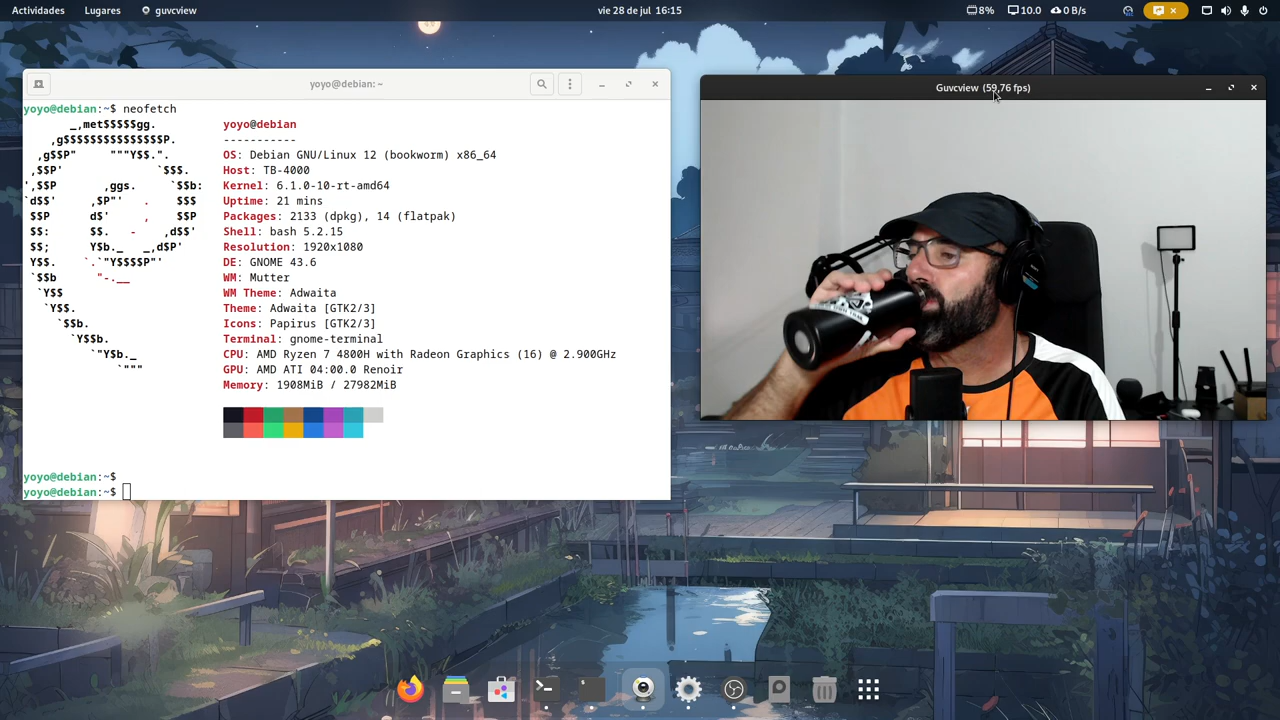 Actividades Lugares guvcview vie 28 de jul 16:15 8% 10.0 0 B/s
yoyo@debian: ~
Guvcview (59,76 fps)
yoyo@debian:~$ neofetch
_,met$$$$$gg.
,g$$$$$$$$$$$$$$$P.
,g$$P" """Y$$.".
,$$P' `$$$.
',$$P ,ggs. `$$b:
`d$$' ,$P"' . $$$
$$P d$' , $$P
$$: $$. - ,d$$'
$$; Y$b._ _,d$P'
Y$$. `.`"Y$$$$P"'
`$$b "-.__
`Y$$
`Y$$.
`$$b.
`Y$$b.
`"Y$b._
`"""
yoyo@debian
-----------
OS: Debian GNU/Linux 12 (bookworm) x86_64
Host: TB-4000
Kernel: 6.1.0-10-rt-amd64
Uptime: 21 mins
Packages: 2133 (dpkg), 14 (flatpak)
Shell: bash 5.2.15
Resolution: 1920x1080
DE: GNOME 43.6
WM: Mutter
WM Theme: Adwaita
Theme: Adwaita [GTK2/3]
Icons: Papirus [GTK2/3]
Terminal: gnome-terminal
CPU: AMD Ryzen 7 4800H with Radeon Graphics (16) @ 2.900GHz
GPU: AMD ATI 04:00.0 Renoir
Memory: 1908MiB / 27982MiB
yoyo@debian:~$
yoyo@debian:~$